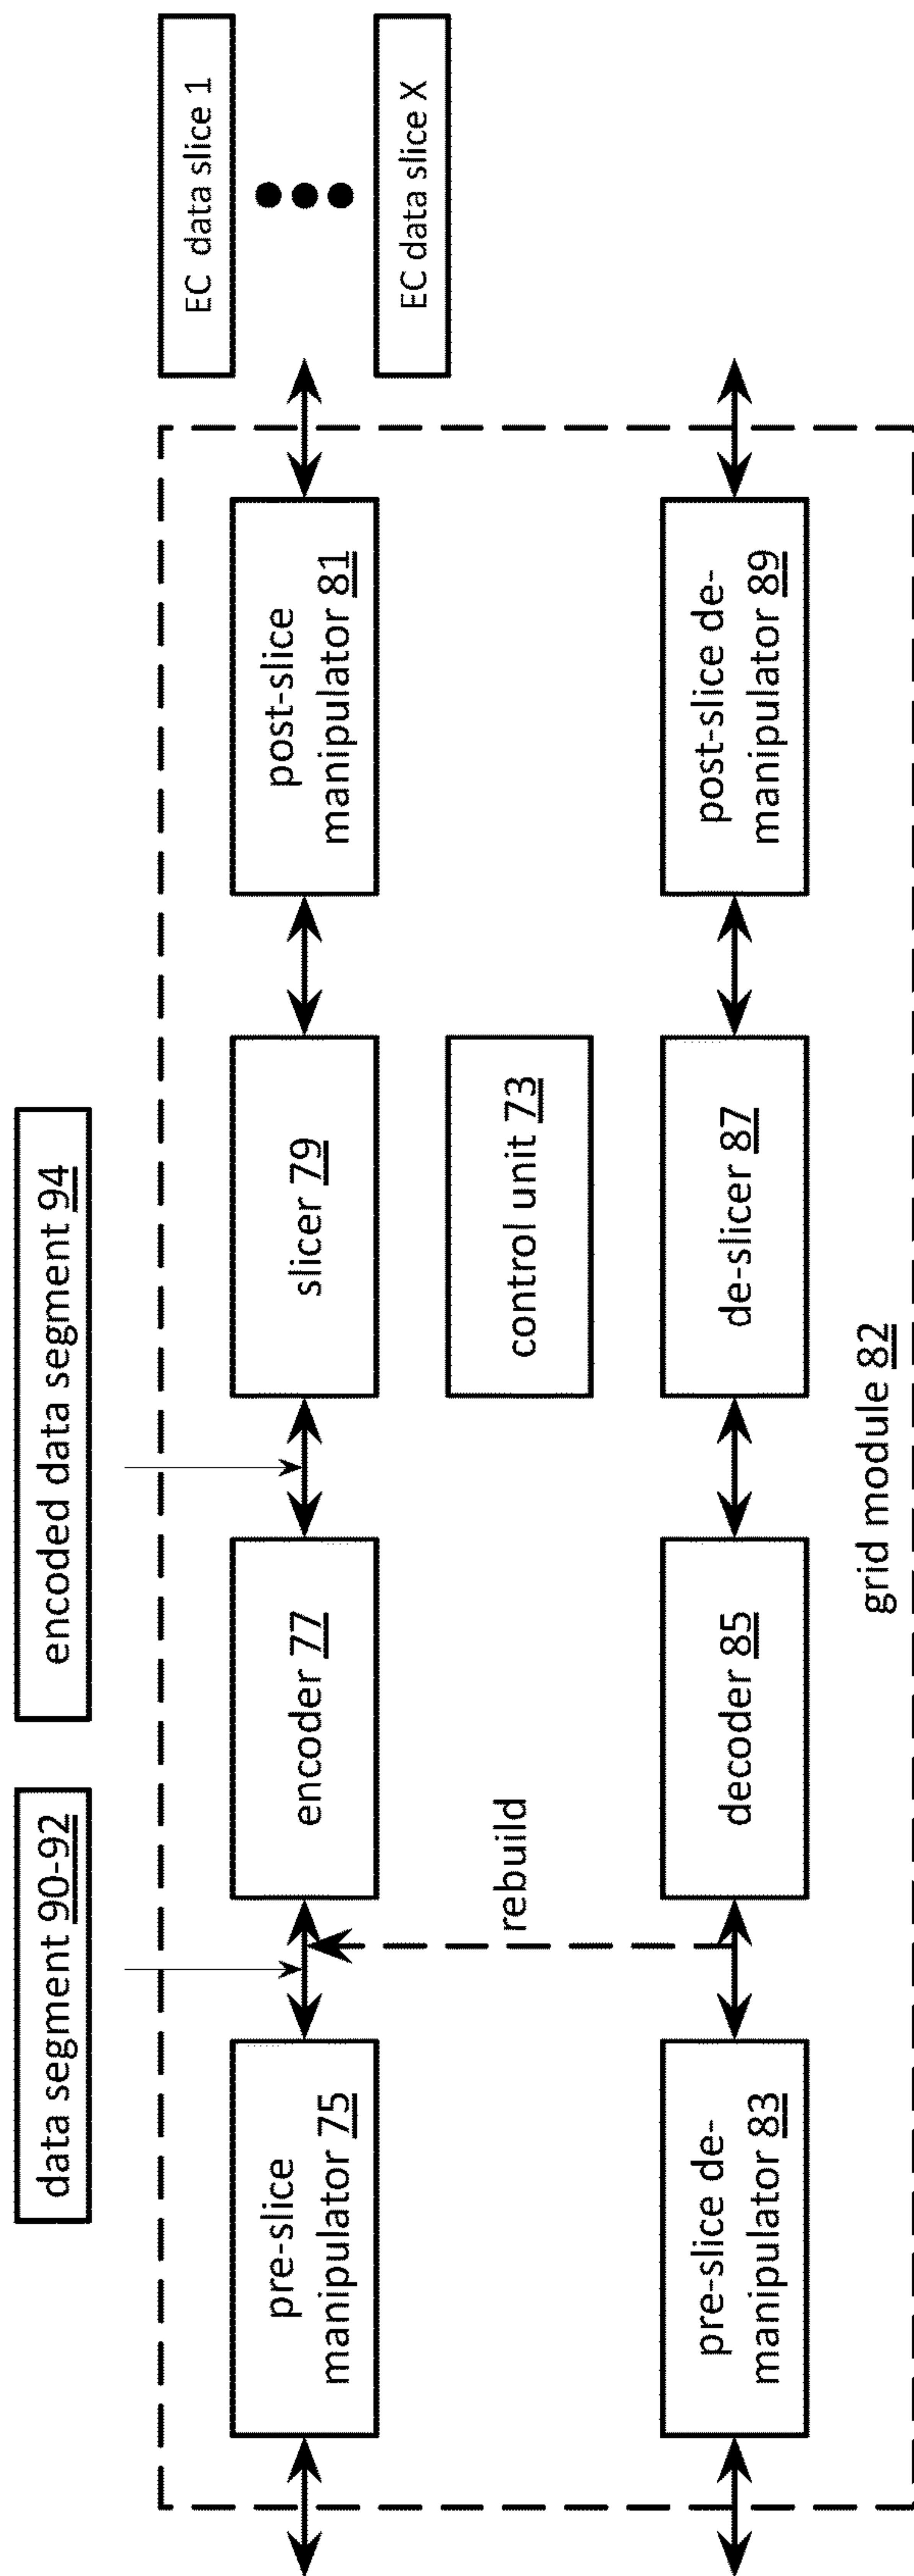 data segment 90-92
encoded data segment 94
EC data slice 1
EC data slice X
pre-slice
manipulator 75
encoder 77
slicer 79
post-slice
manipulator 81
rebuild
control unit 73
pre-slice de-
manipulator 83
decoder 85
de-slicer 87
post-slice de-
manipulator 89
grid module 82